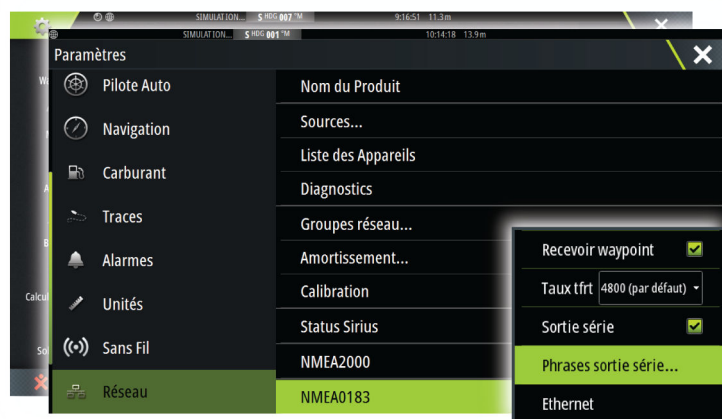 SIMULATION... S HDG 007 °M 9:16:51 11.3 m
SIMULATION... S HDG 001 °M 10:14:18 13.9 m
Paramètres
Pilote Auto
Navigation
Carburant
Traces
Alarmes
Unités
Sans Fil
Réseau
Nom du Produit
Sources...
Liste des Appareils
Diagnostics
Groupes réseau...
Amortissement...
Calibration
Status Sirius
NMEA2000
NMEA0183
Recevoir waypoint
Taux tfrt 4800 (par défaut)
Sortie série
Phrases sortie série...
Ethernet